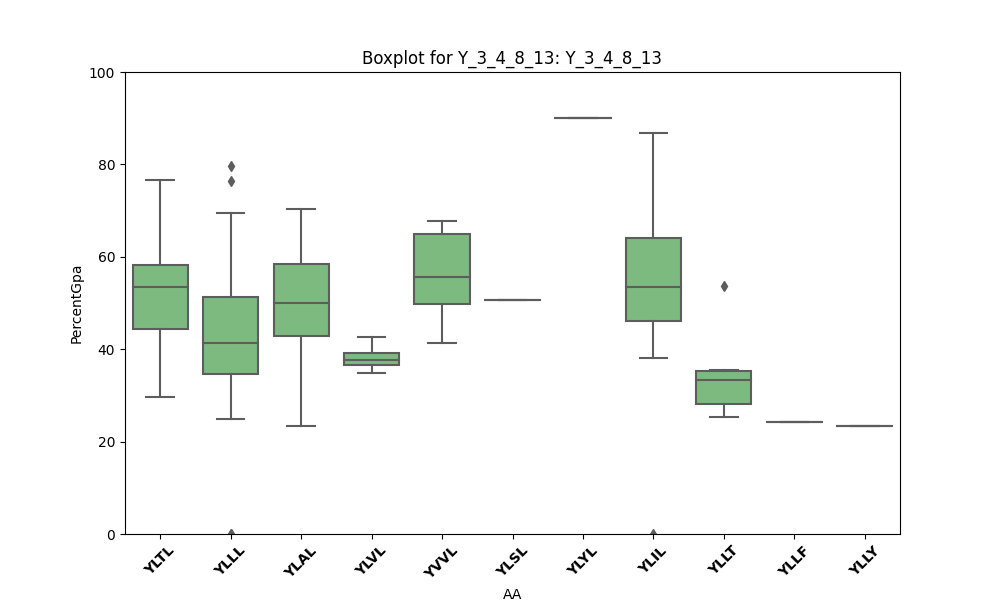 Boxplot for Y_3_4_8_13: Y_3_4_8_13
100
80
60
40
20
0
PercentGpa
YLTL
YLLL
YLAL
YLVL
YVVL
YLSL
YLYL
YLIL
YLLT
YLLF
YLLY
AA